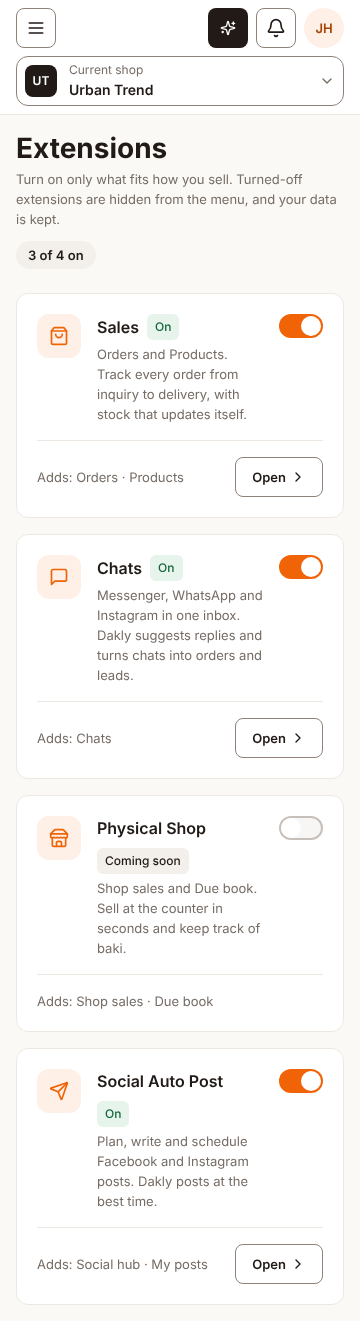 JH
UT
Current shop
Urban Trend
Extensions
Turn on only what fits how you sell. Turned-off
extensions are hidden from the menu, and your data
is kept.
3 of 4 on
Sales On
Orders and Products.
Track every order from
inquiry to delivery, with
stock that updates itself.
Adds: Orders · Products
Open
Chats On
Messenger, WhatsApp and
Instagram in one inbox.
Dakly suggests replies and
turns chats into orders and
leads.
Adds: Chats
Open
Physical Shop
Coming soon
Shop sales and Due book.
Sell at the counter in
seconds and keep track of
baki.
Adds: Shop sales · Due book
Social Auto Post
On
Plan, write and schedule
Facebook and Instagram
posts. Dakly posts at the
best time.
Adds: Social hub · My posts
Open